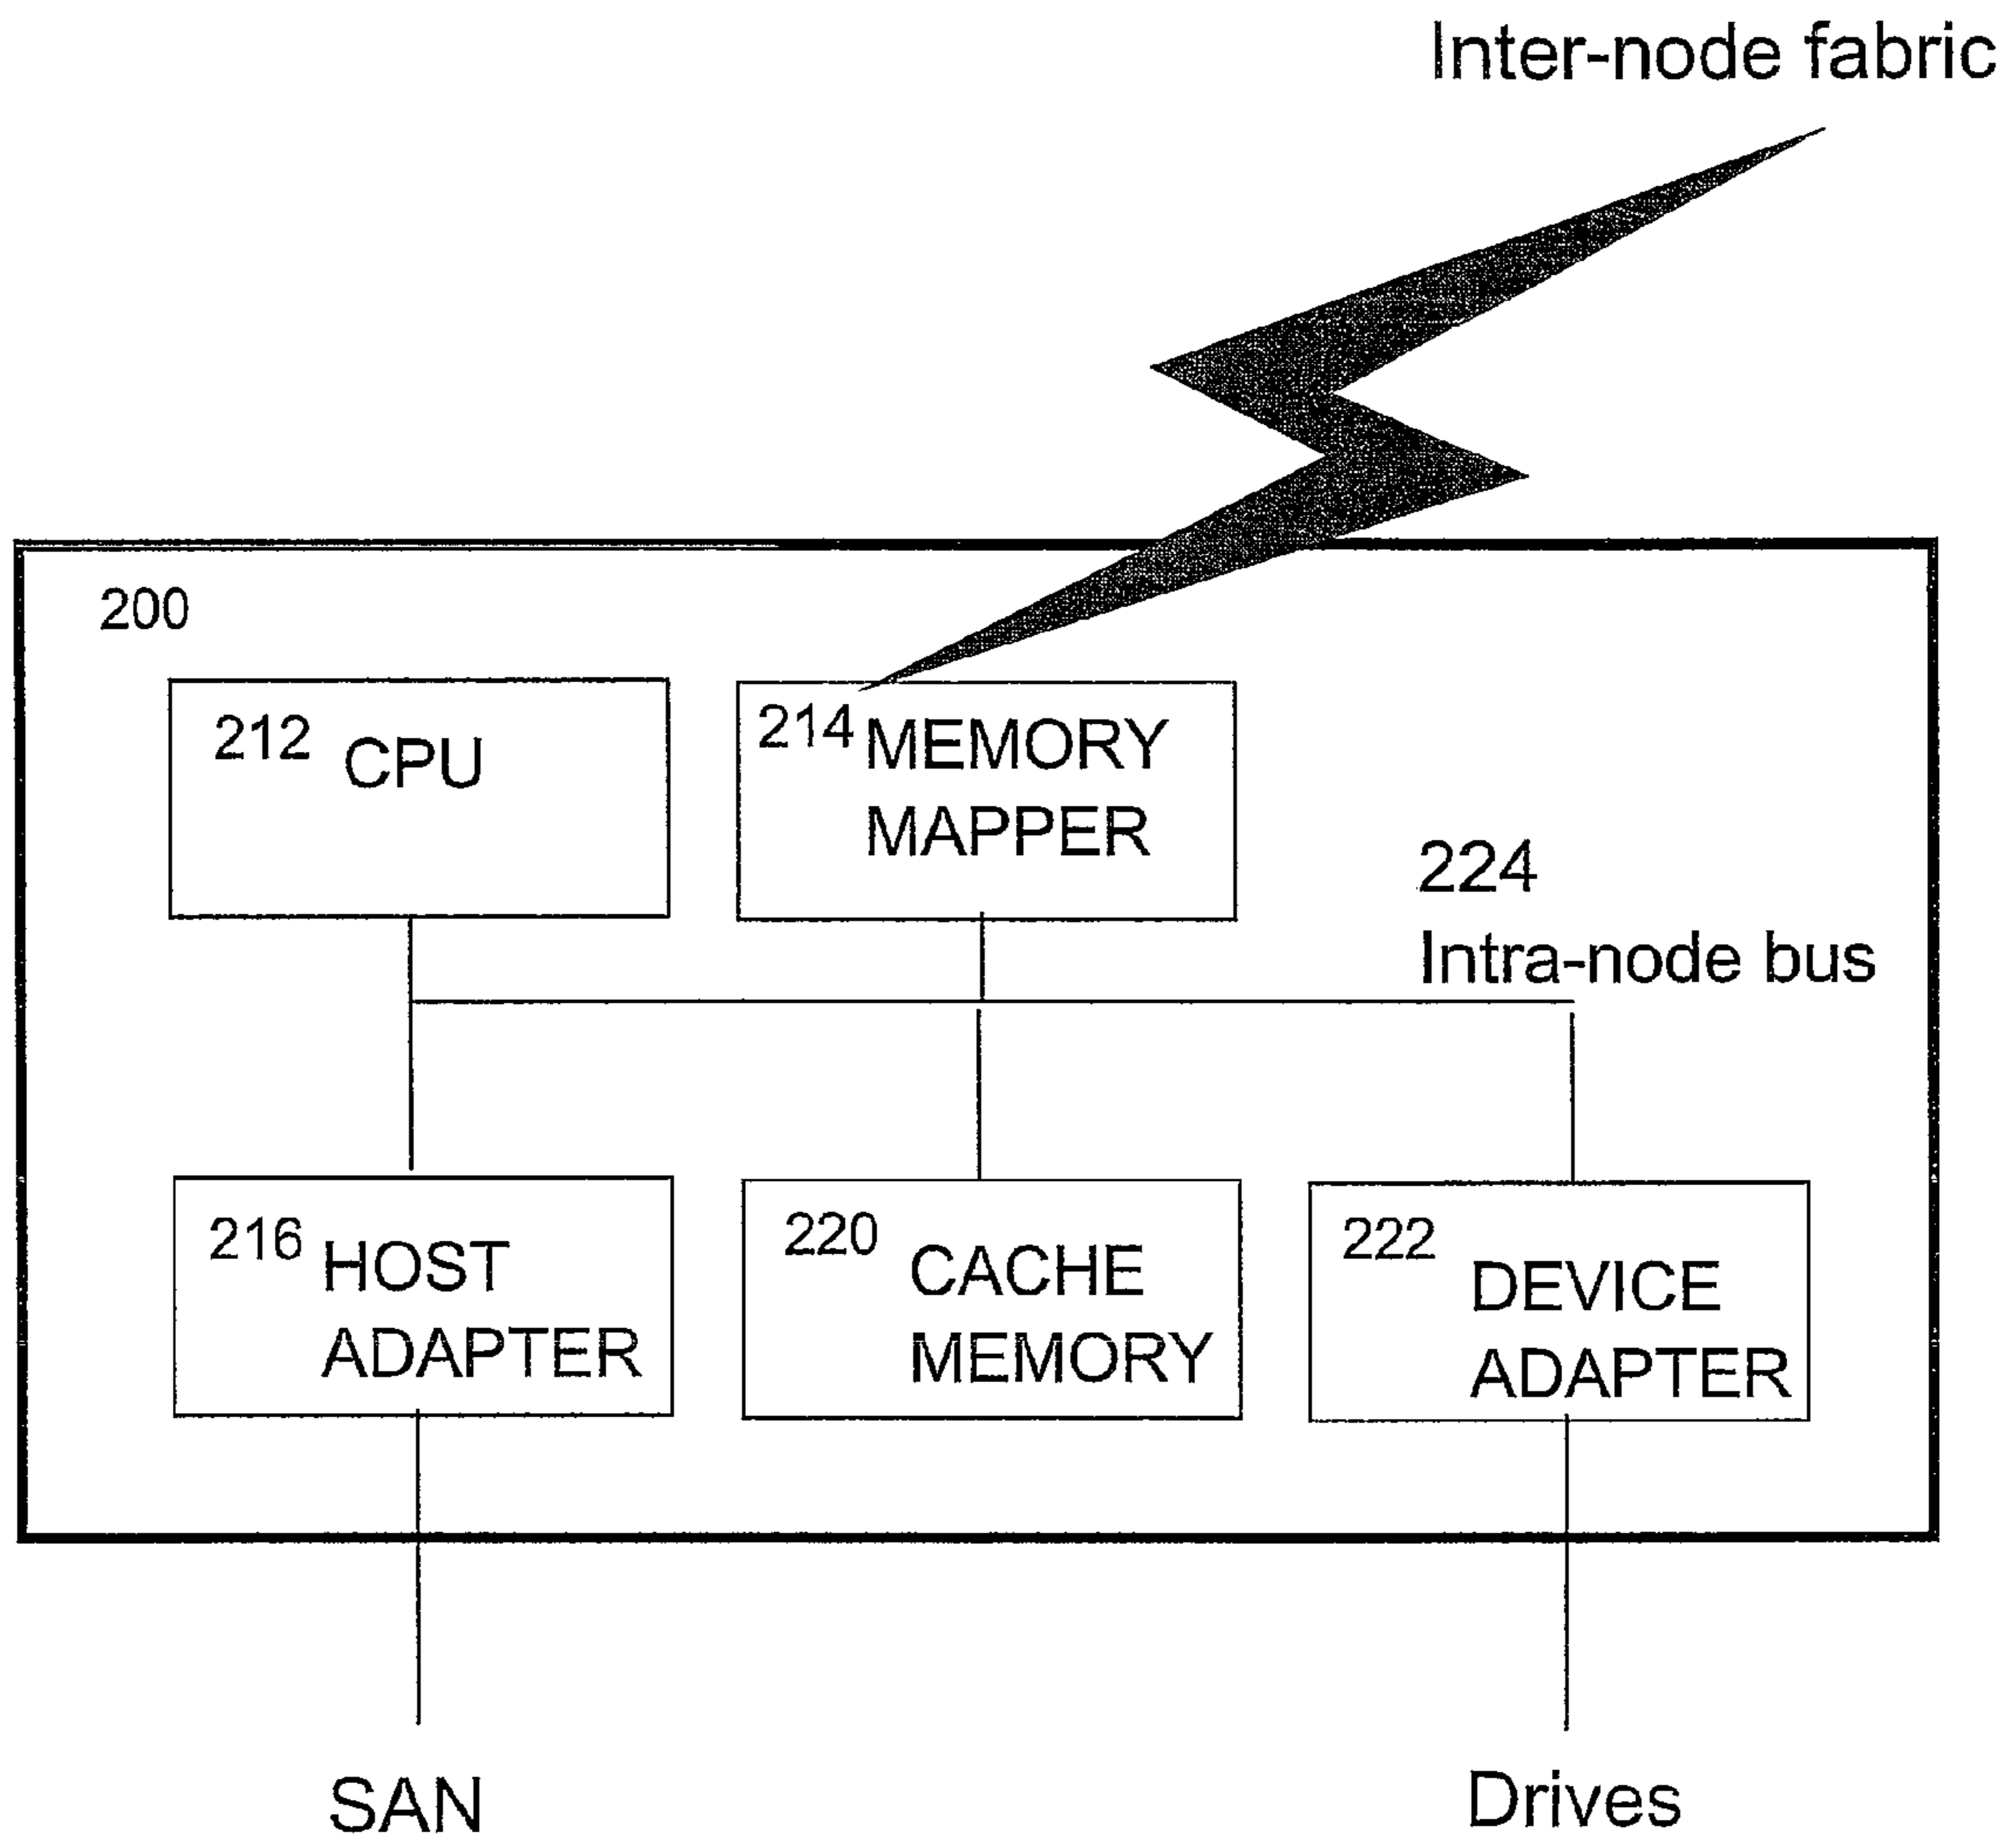 Inter-node fabric
200
212 CPU
214 MEMORY
MAPPER
224
Intra-node bus
216 HOST
ADAPTER
220 CACHE
MEMORY
222 DEVICE
ADAPTER
SAN
Drives